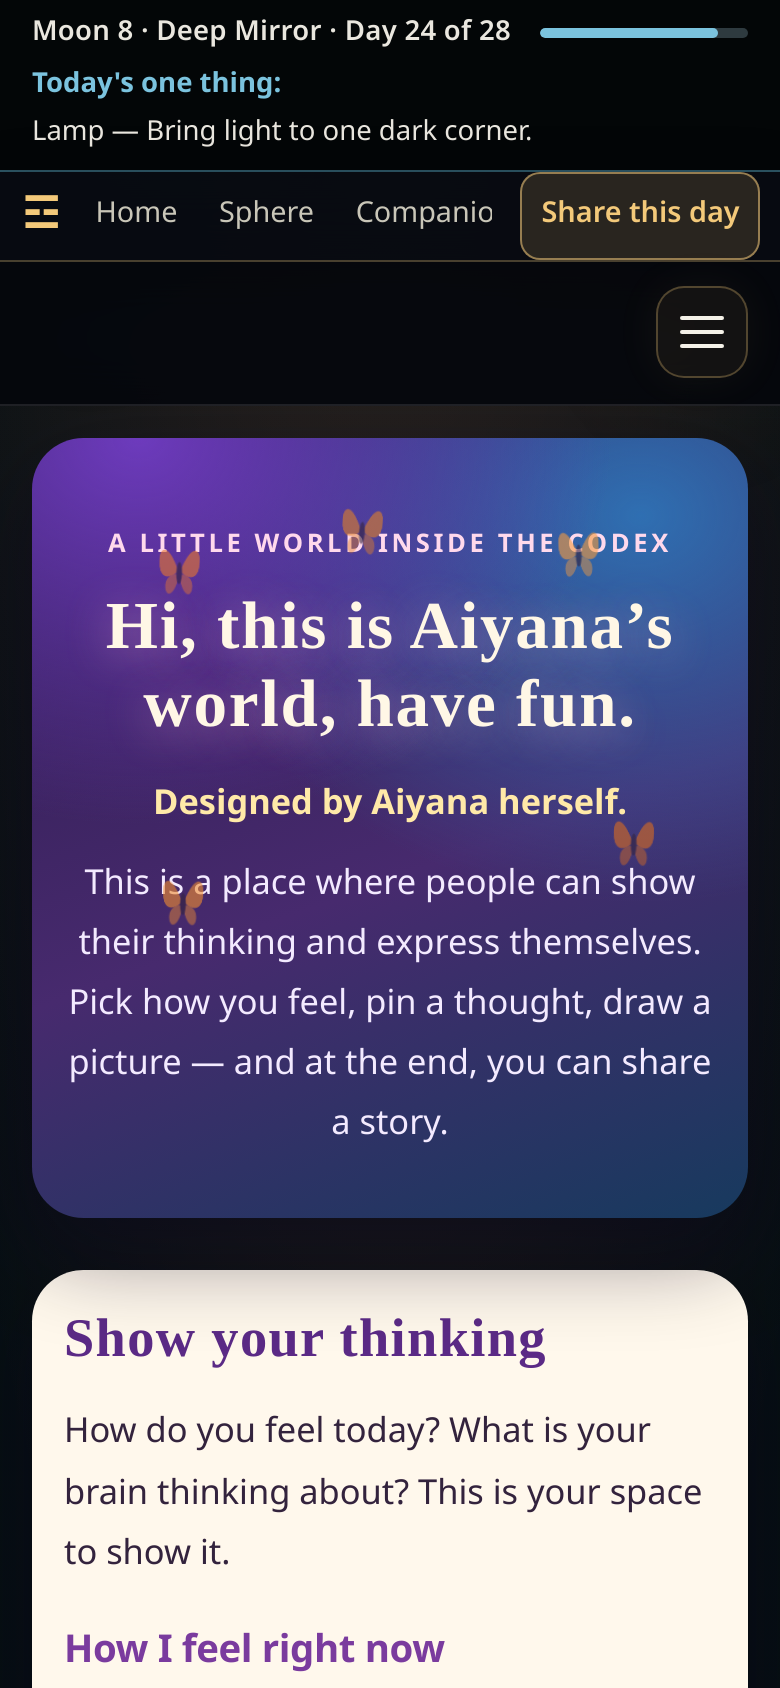 Moon 8 · Deep Mirror · Day 24 of 28
Today's one thing:
Lamp — Bring light to one dark corner.
Home Sphere Companio Share this day
A LITTLE WORLD INSIDE THE CODEX
Hi, this is Aiyana’s
world, have fun.
Designed by Aiyana herself.
This is a place where people can show
their thinking and express themselves.
Pick how you feel, pin a thought, draw a
picture — and at the end, you can share
a story.
Show your thinking
How do you feel today? What is your
brain thinking about? This is your space
to show it.
How I feel right now